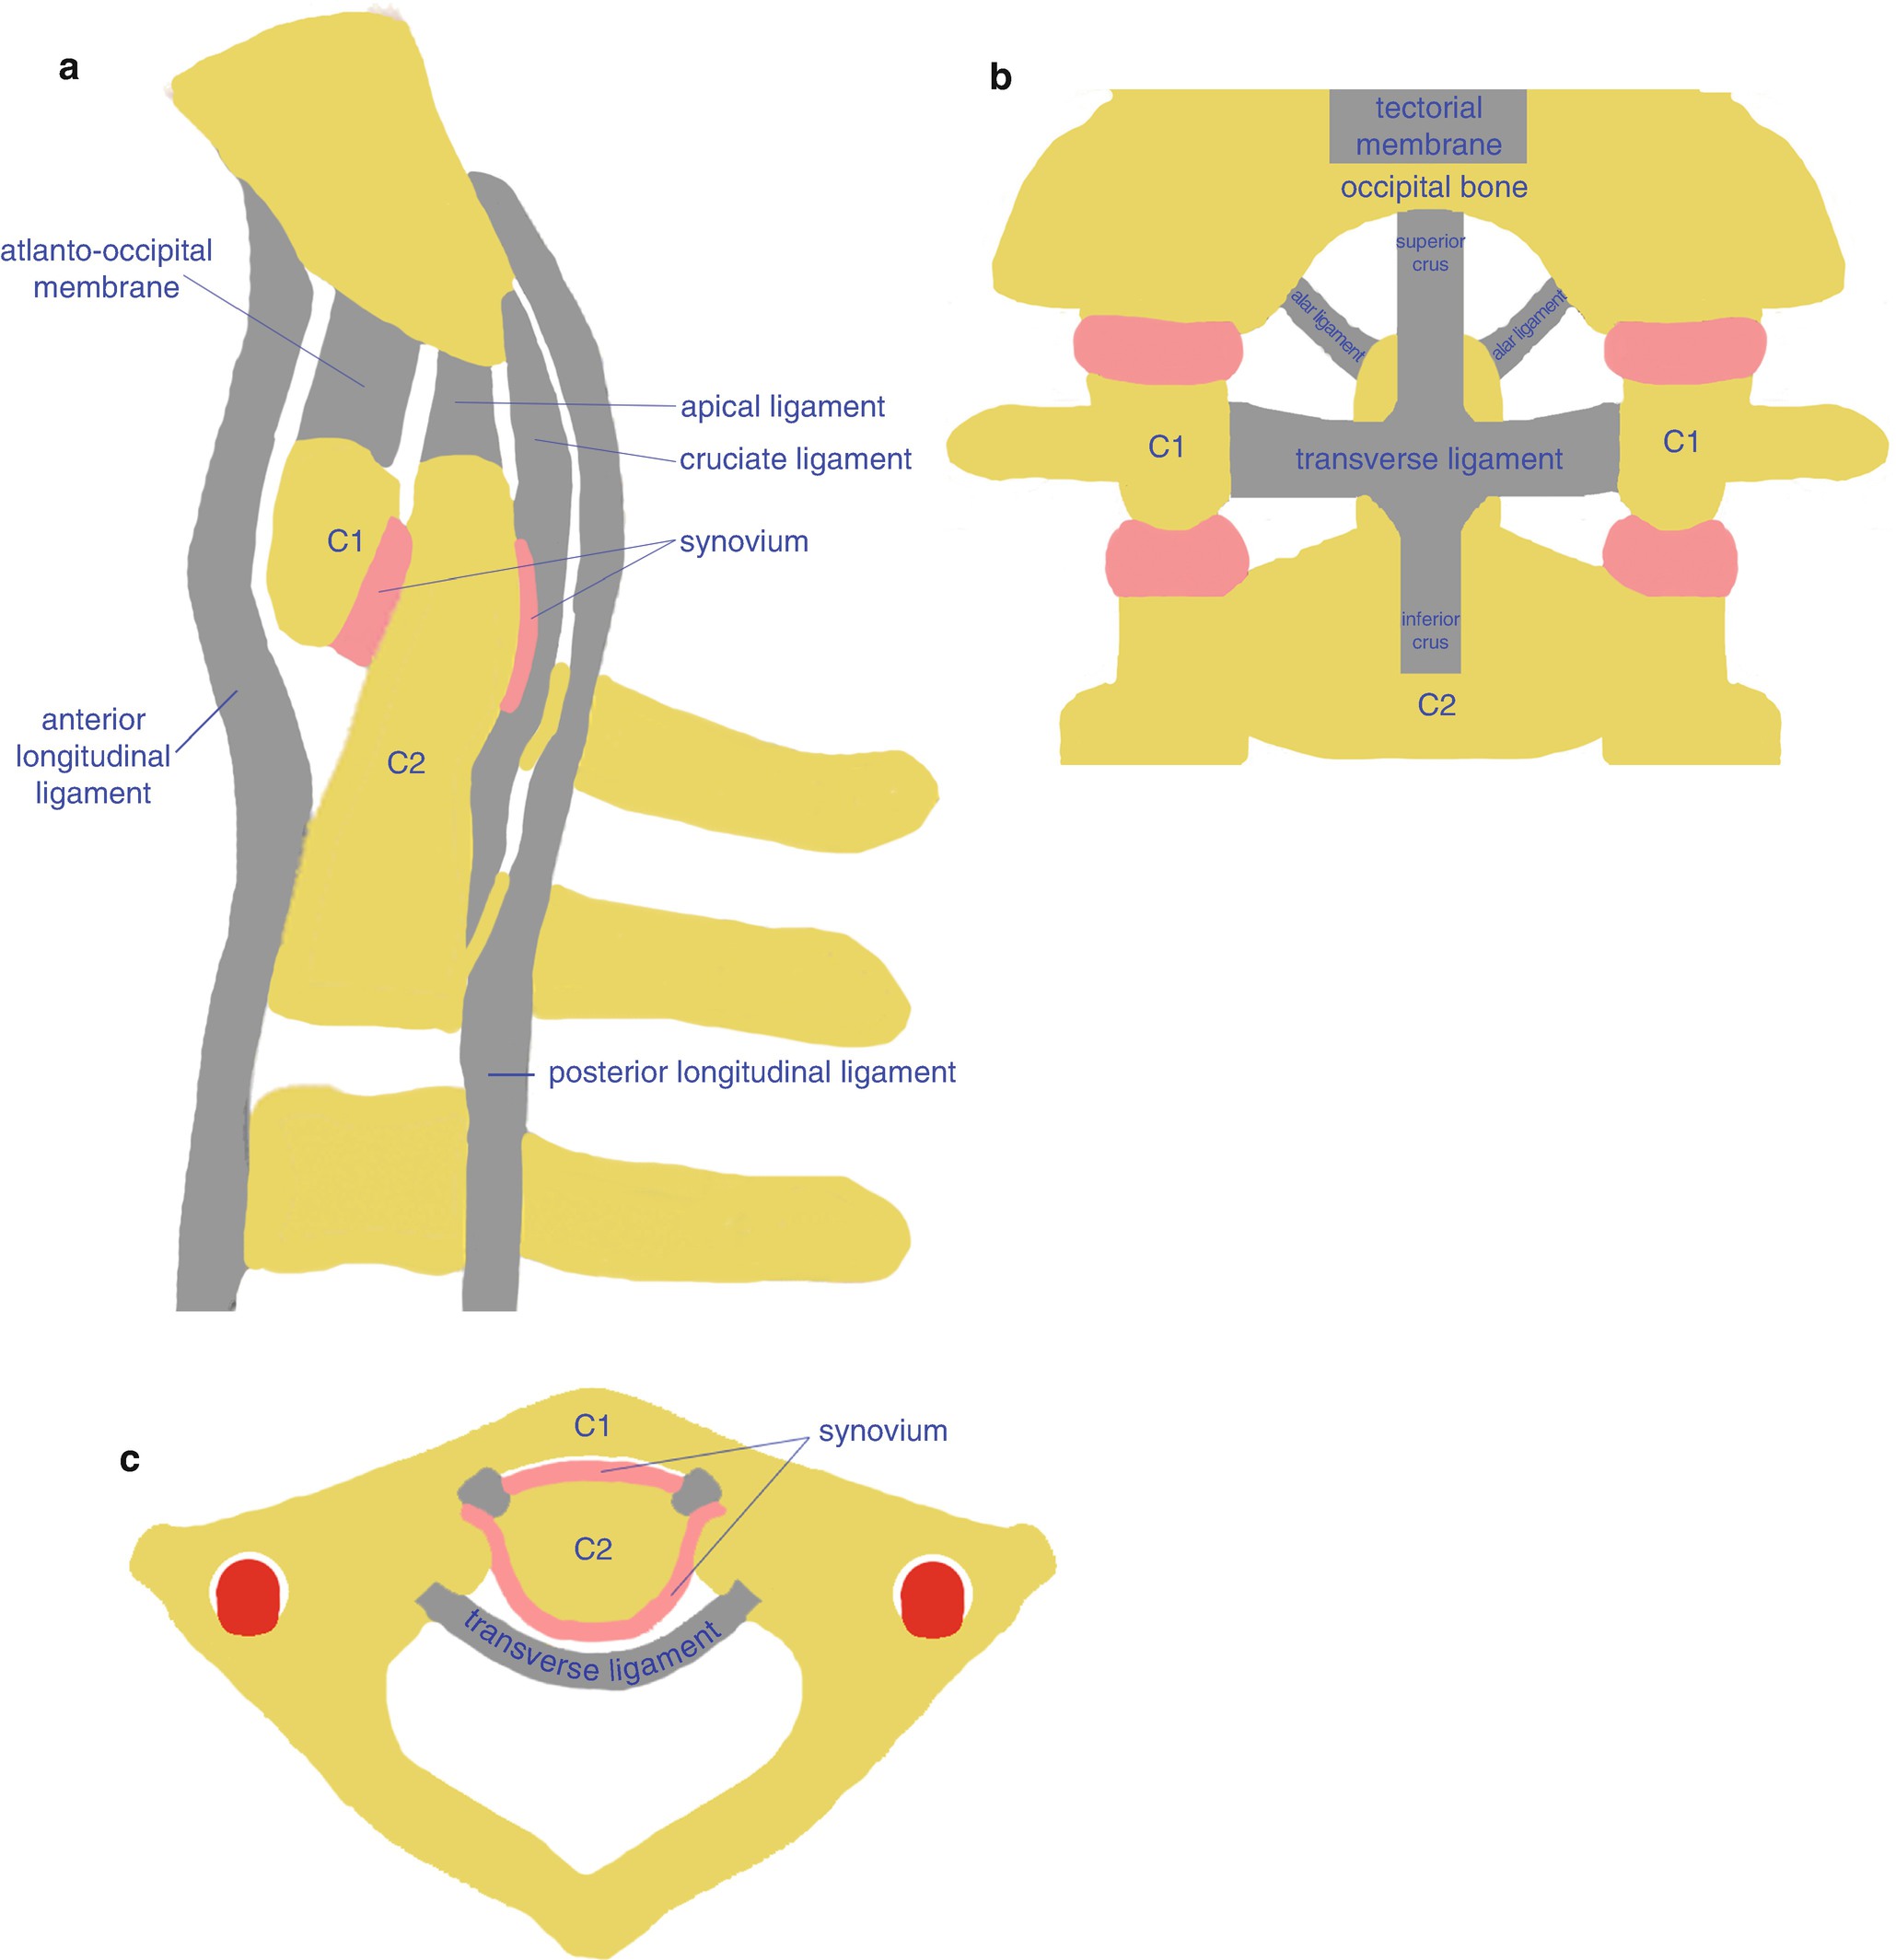 a
atlanto-occipital
membrane
apical ligament
cruciate ligament
C1
synovium
anterior
longitudinal
ligament
C2
posterior longitudinal ligament
b
tectorial
membrane
occipital bone
superior
crus
alar ligament
alar ligament
C1
transverse ligament
C1
inferior
crus
C2
c
C1
synovium
C2
transverse ligament